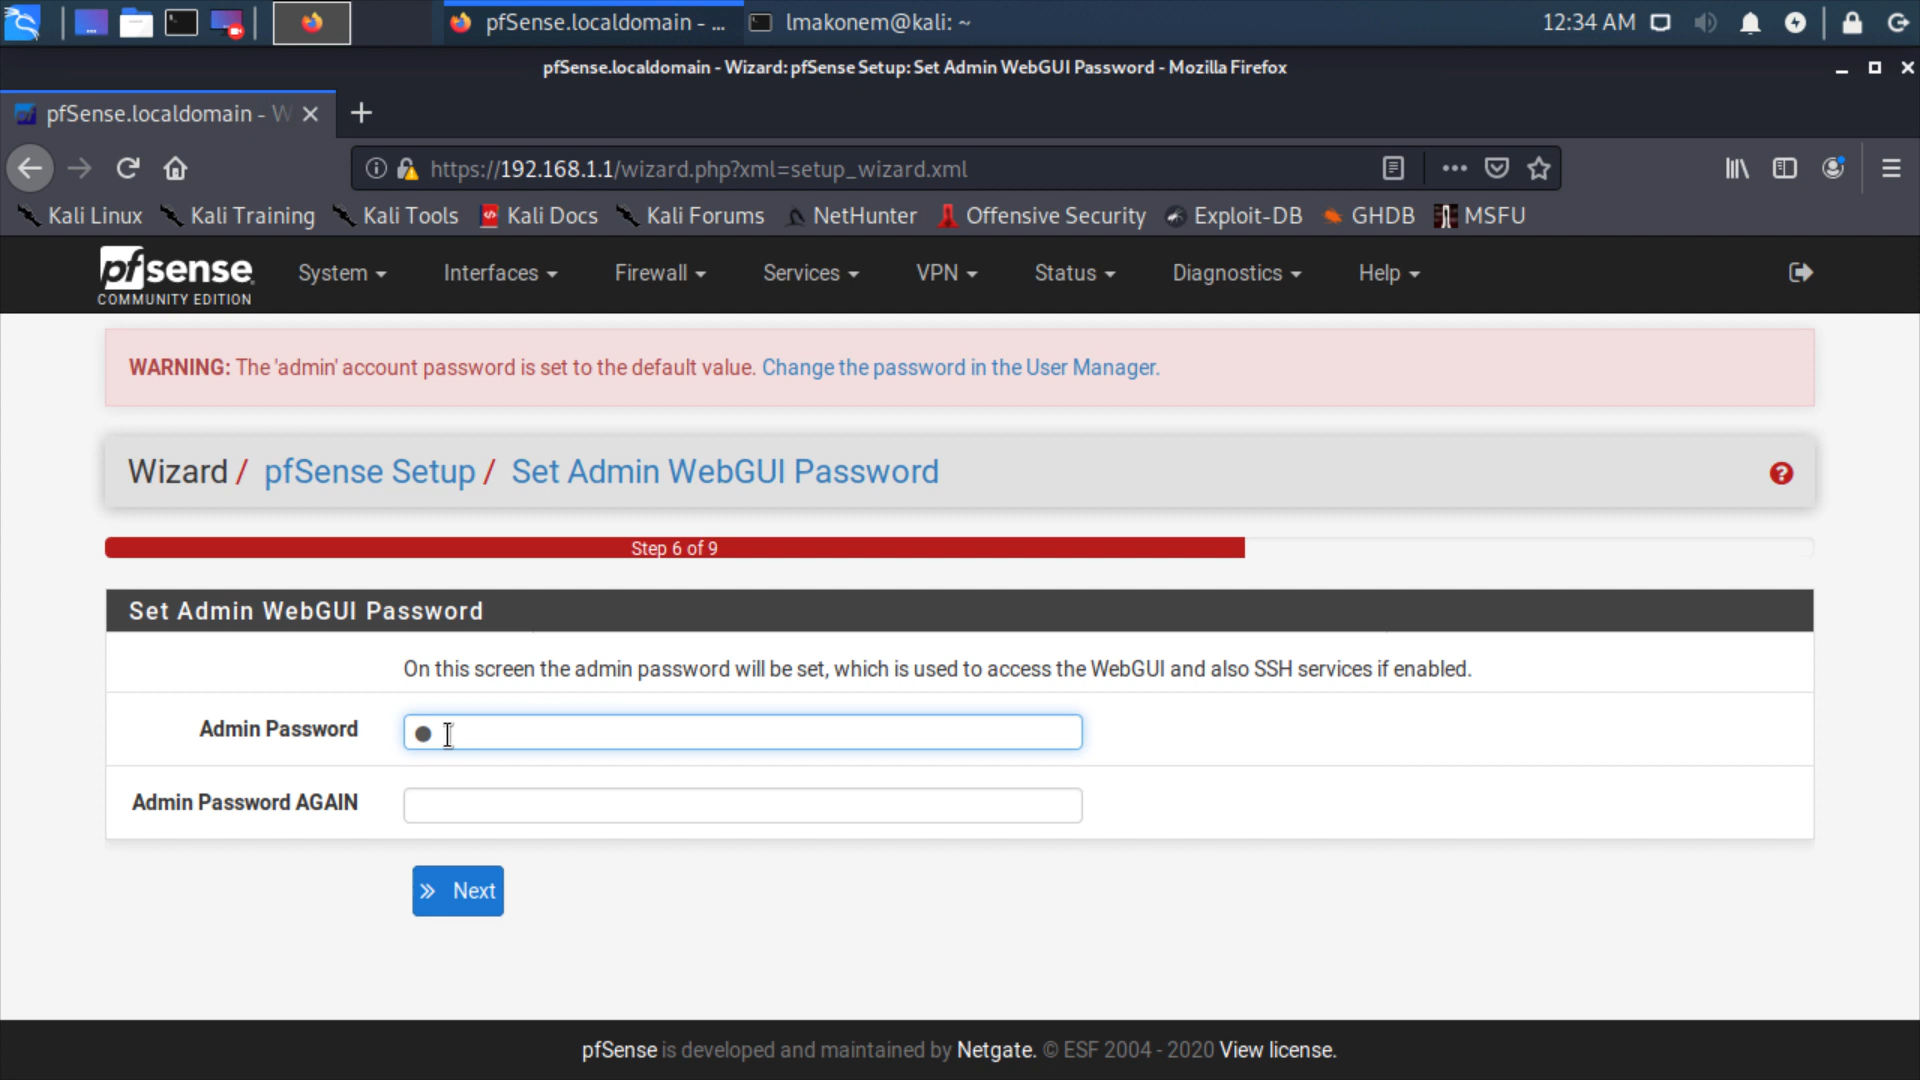 pfSense.localdomain - ...
lmakonem@kali: ~
12:34 AM
pfSense.localdomain - Wizard: pfSense Setup: Set Admin WebGUI Password - Mozilla Firefox
pfSense.localdomain - W
https://192.168.1.1/wizard.php?xml=setup_wizard.xml
Kali Linux Kali Training Kali Tools Kali Docs Kali Forums NetHunter Offensive Security Exploit-DB GHDB MSFU
pfsense
COMMUNITY EDITION
System Interfaces Firewall Services VPN Status Diagnostics Help
WARNING: The 'admin' account password is set to the default value. Change the password in the User Manager.
Wizard / pfSense Setup / Set Admin WebGUI Password
Step 6 of 9
Set Admin WebGUI Password
On this screen the admin password will be set, which is used to access the WebGUI and also SSH services if enabled.
Admin Password
Admin Password AGAIN
» Next
pfSense is developed and maintained by Netgate. © ESF 2004 - 2020 View license.